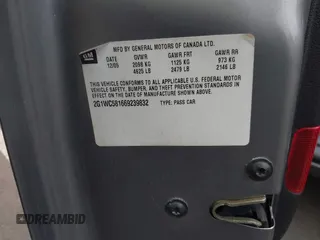 GM
MFD BY GENERAL MOTORS OF CANADA LTD.
DATE GVWR GAWR FRT GAWR RR
12/05 2098 KG 1125 KG 973 KG
4625 LB 2479 LB 2146 LB
THIS VEHICLE CONFORMS TO ALL APPLICABLE U.S. FEDERAL MOTOR
VEHICLE SAFETY, BUMPER, AND THEFT PREVENTION STANDARDS IN
EFFECT ON THE DATE OF MANUFACTURE SHOWN ABOVE.
2G1WC581669239832 TYPE: PASS CAR
DREAMBID